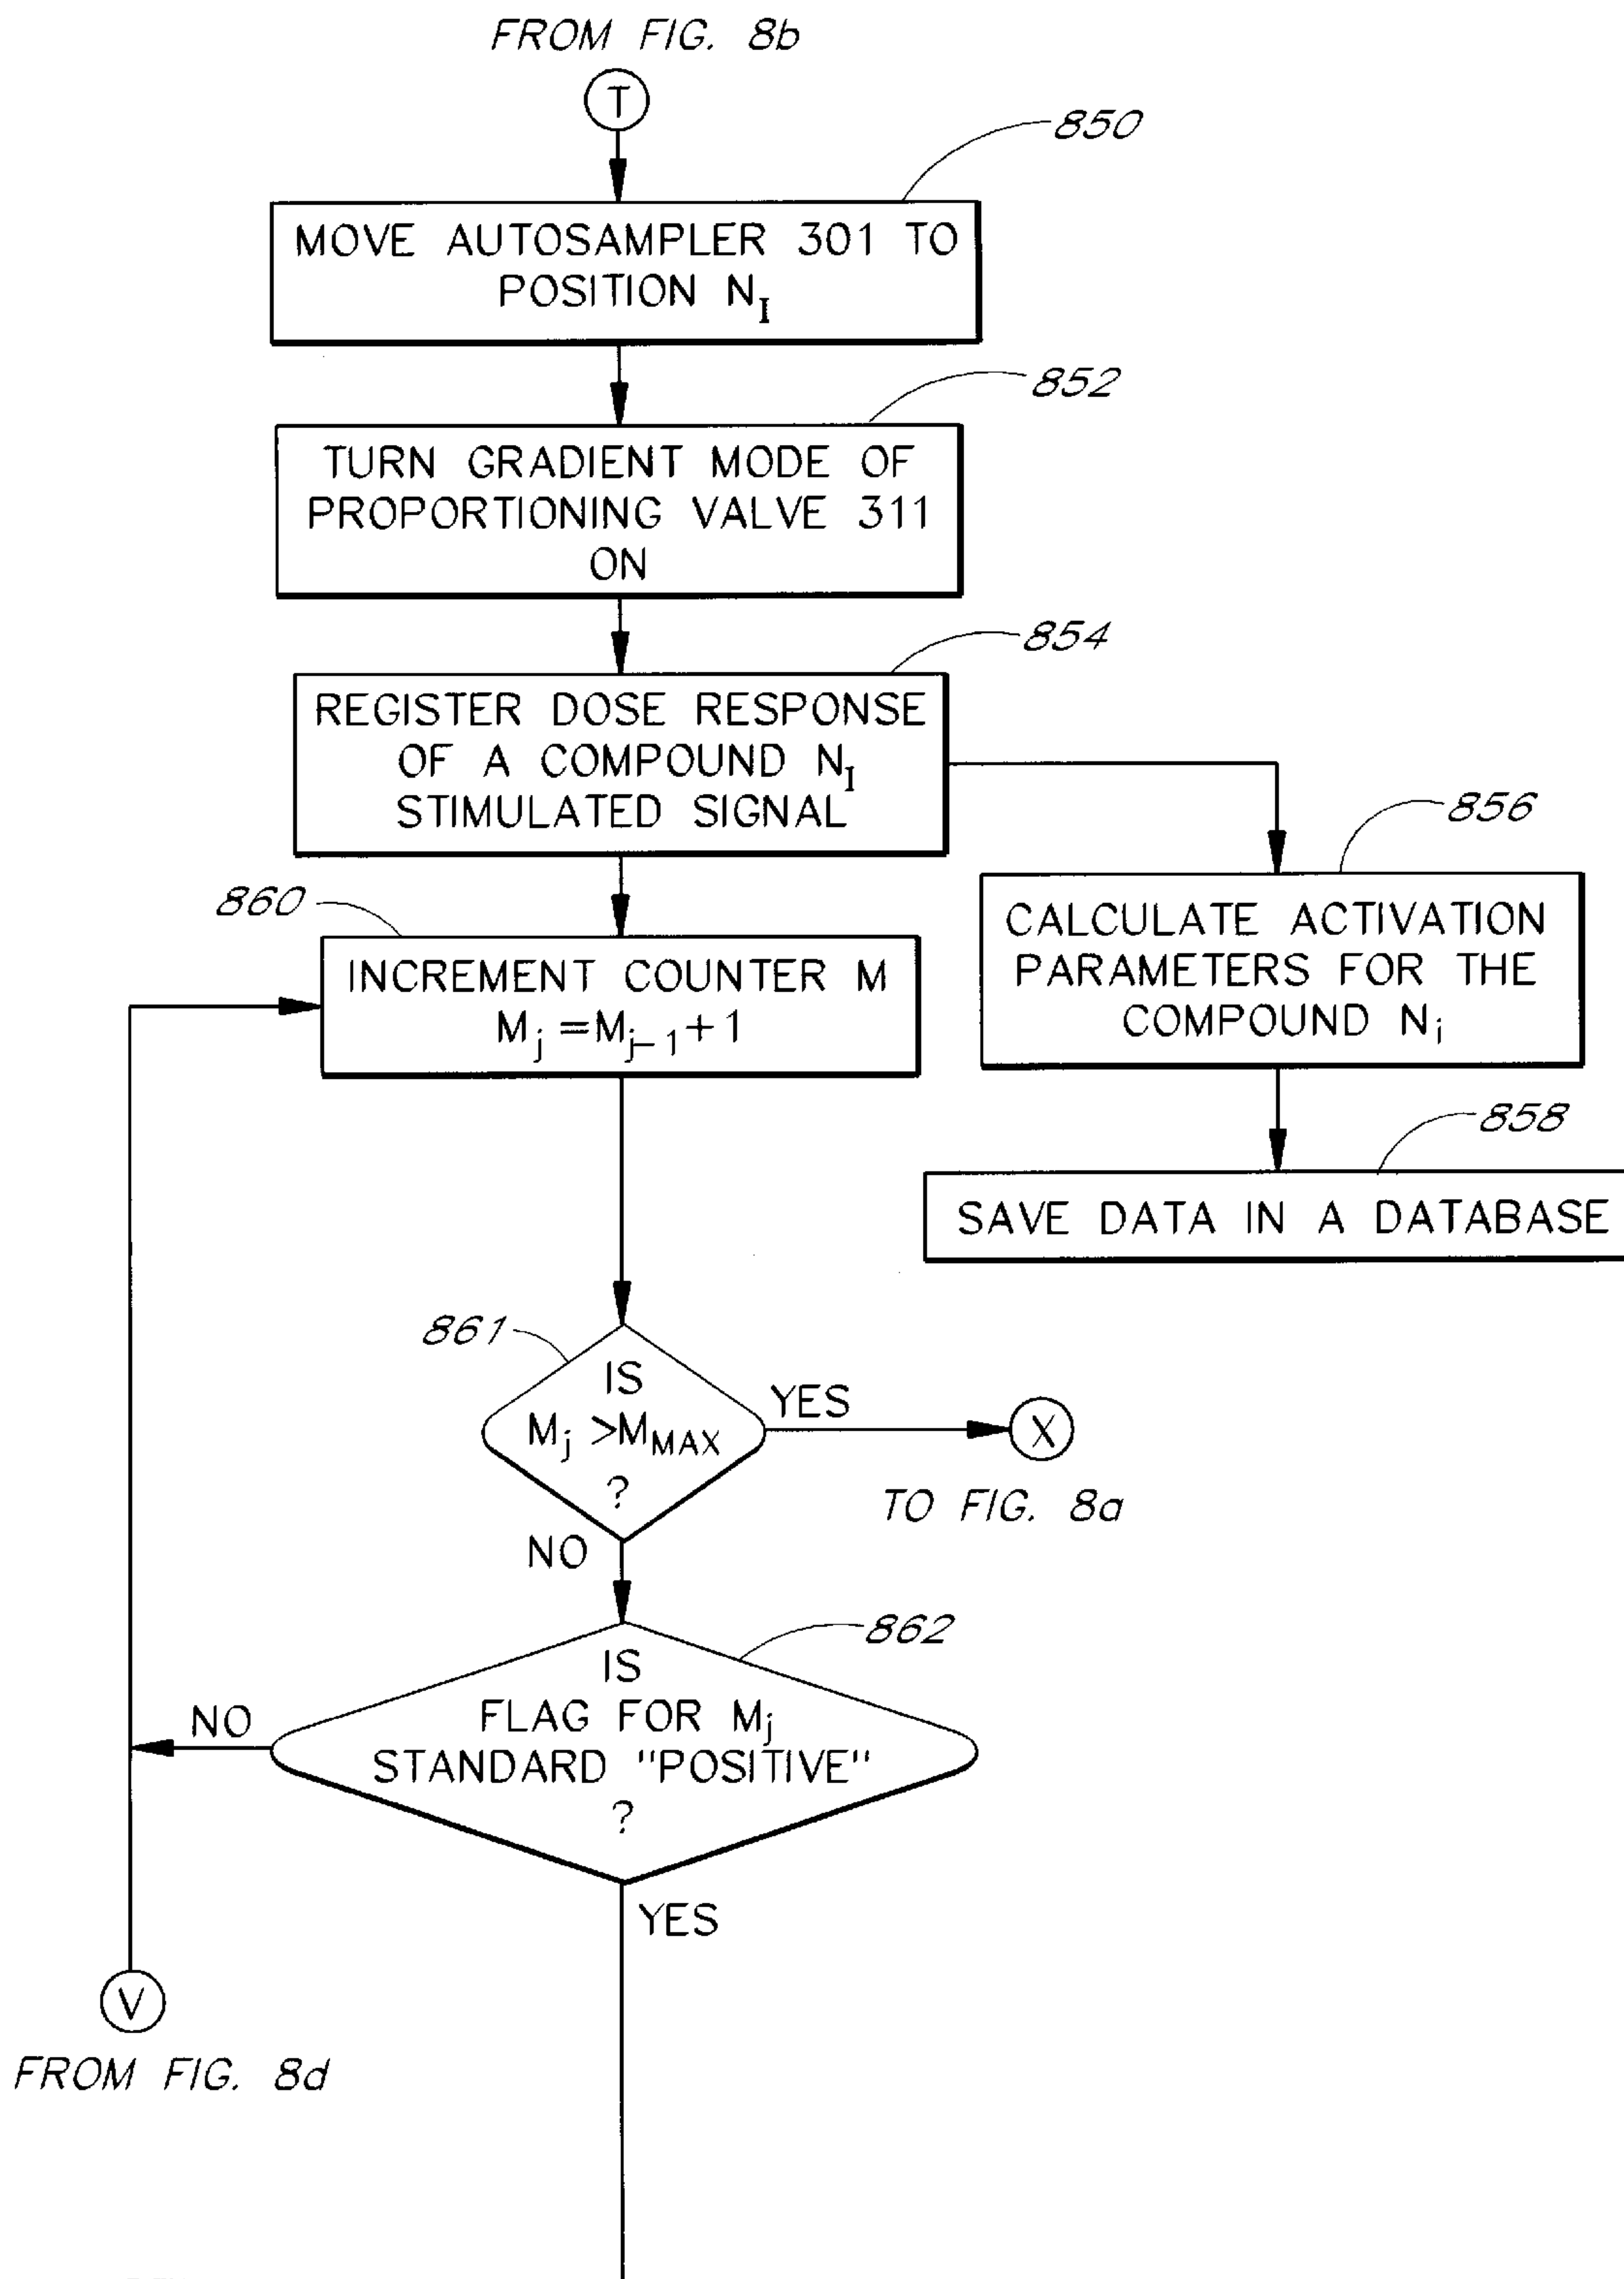 FROM FIG. 8b
T
850
MOVE AUTOSAMPLER 301 TO
POSITION N_I
852
TURN GRADIENT MODE OF
PROPORTIONING VALVE 311
ON
854
REGISTER DOSE RESPONSE
OF A COMPOUND N_I
STIMULATED SIGNAL
856
CALCULATE ACTIVATION
PARAMETERS FOR THE
COMPOUND N_i
858
SAVE DATA IN A DATABASE
860
INCREMENT COUNTER M
M_j =M_j-1+1
861
IS
M_j >M_MAX
?
YES
X
TO FIG. 8a
NO
862
IS
FLAG FOR M_j
STANDARD "POSITIVE"
?
NO
YES
V
FROM FIG. 8d